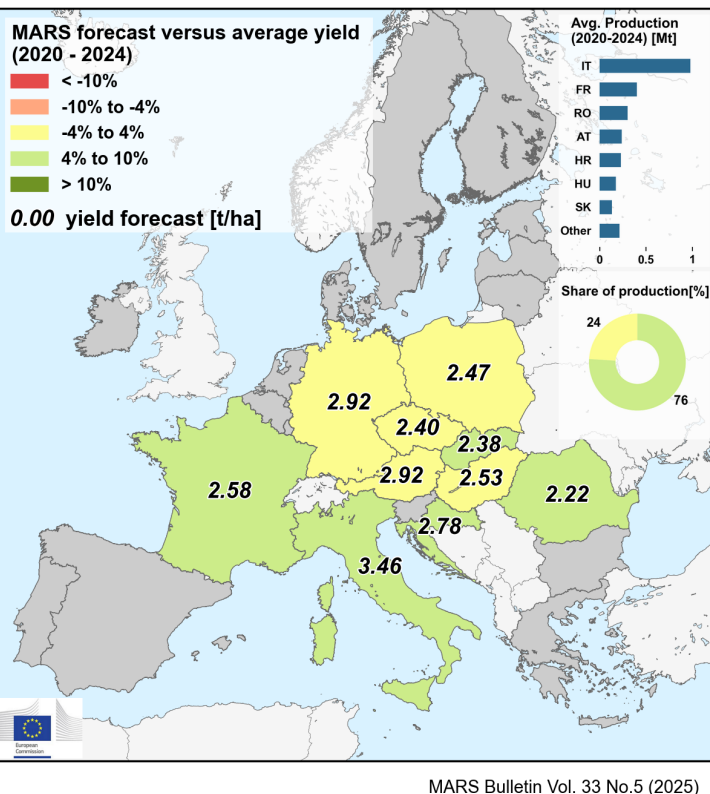 MARS forecast versus average yield
(2020 - 2024)
< -10%
-10% to -4%
-4% to 4%
4% to 10%
> 10%
0.00 yield forecast [t/ha]
Avg. Production
(2020-2024) [Mt]
IT
FR
RO
AT
HR
HU
SK
Other
0 0.5 1
Share of production[%]
24
76
2.47
2.92
2.40
2.38
2.92
2.53
2.58
2.22
2.78
3.46
European
Commission
MARS Bulletin Vol. 33 No.5 (2025)